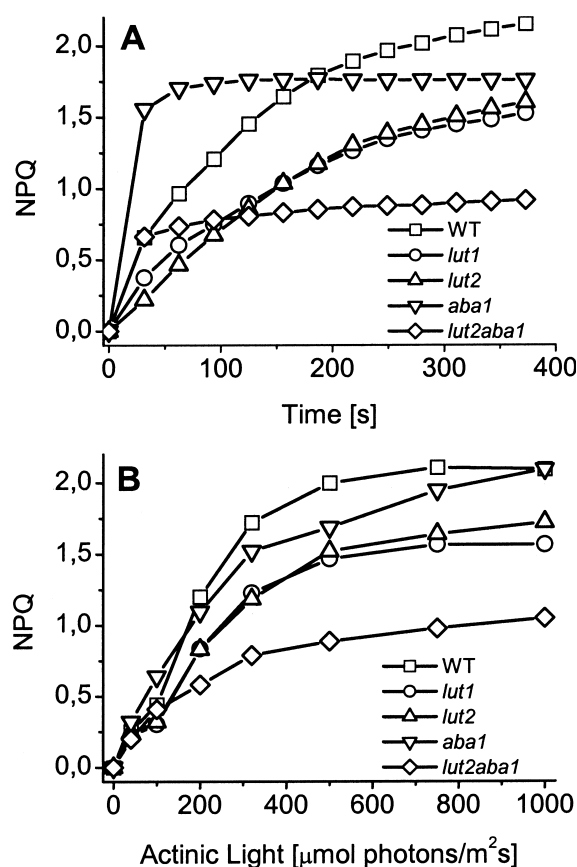 A
2,0
1,5
1,0
0,5
0,0
NPQ
WT
lut1
lut2
aba1
lut2aba1
0 100 200 300 400
Time [s]
B
2,0
1,5
1,0
0,5
0,0
NPQ
WT
lut1
lut2
aba1
lut2aba1
0 200 400 600 800 1000
Actinic Light [μmol photons/m²s]